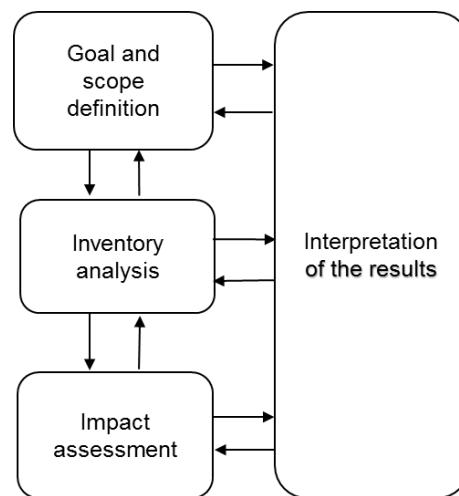 Goal and
scope
definition
Inventory
analysis
Interpretation
of the results
Impact
assessment